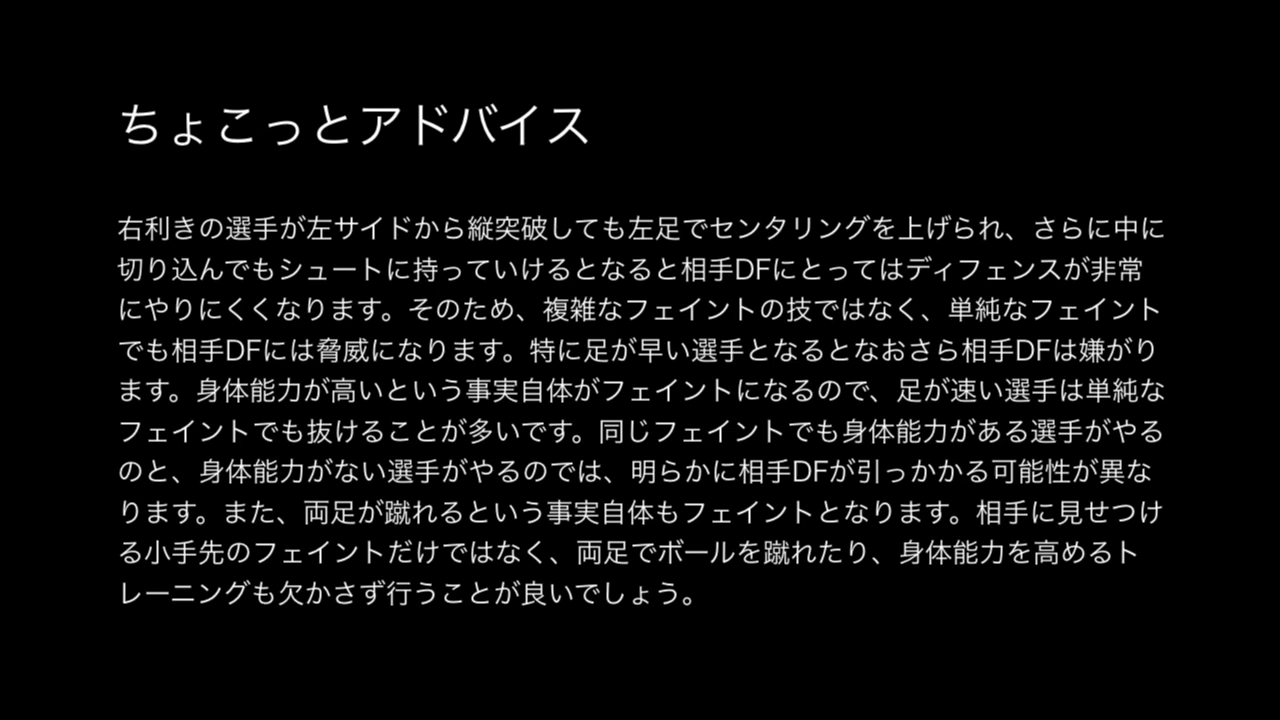 ちょこっとアドバイス
右利きの選手が左サイドから縦突破しても左足でセンタリングを上げられ、さらに中に
切り込んでもシュートに持っていけるとなると相手DFにとってはディフェンスが非常
にやりにくくなります。そのため、複雑なフェイントの技ではなく、単純なフェイント
でも相手DFには脅威になります。特に足が早い選手となるとなおさら相手DFは嫌がり
ます。身体能力が高いという事実自体がフェイントになるので、足が速い選手は単純な
フェイントでも抜けることが多いです。同じフェイントでも身体能力がある選手がやる
のと、身体能力がない選手がやるのでは、明らかに相手DFが引っかかる可能性が異な
ります。また、両足が蹴れるという事実自体もフェイントとなります。相手に見せつけ
る小手先のフェイントだけではなく、両足でボールを蹴れたり、身体能力を高めるト
レーニングも欠かさず行うことが良いでしょう。